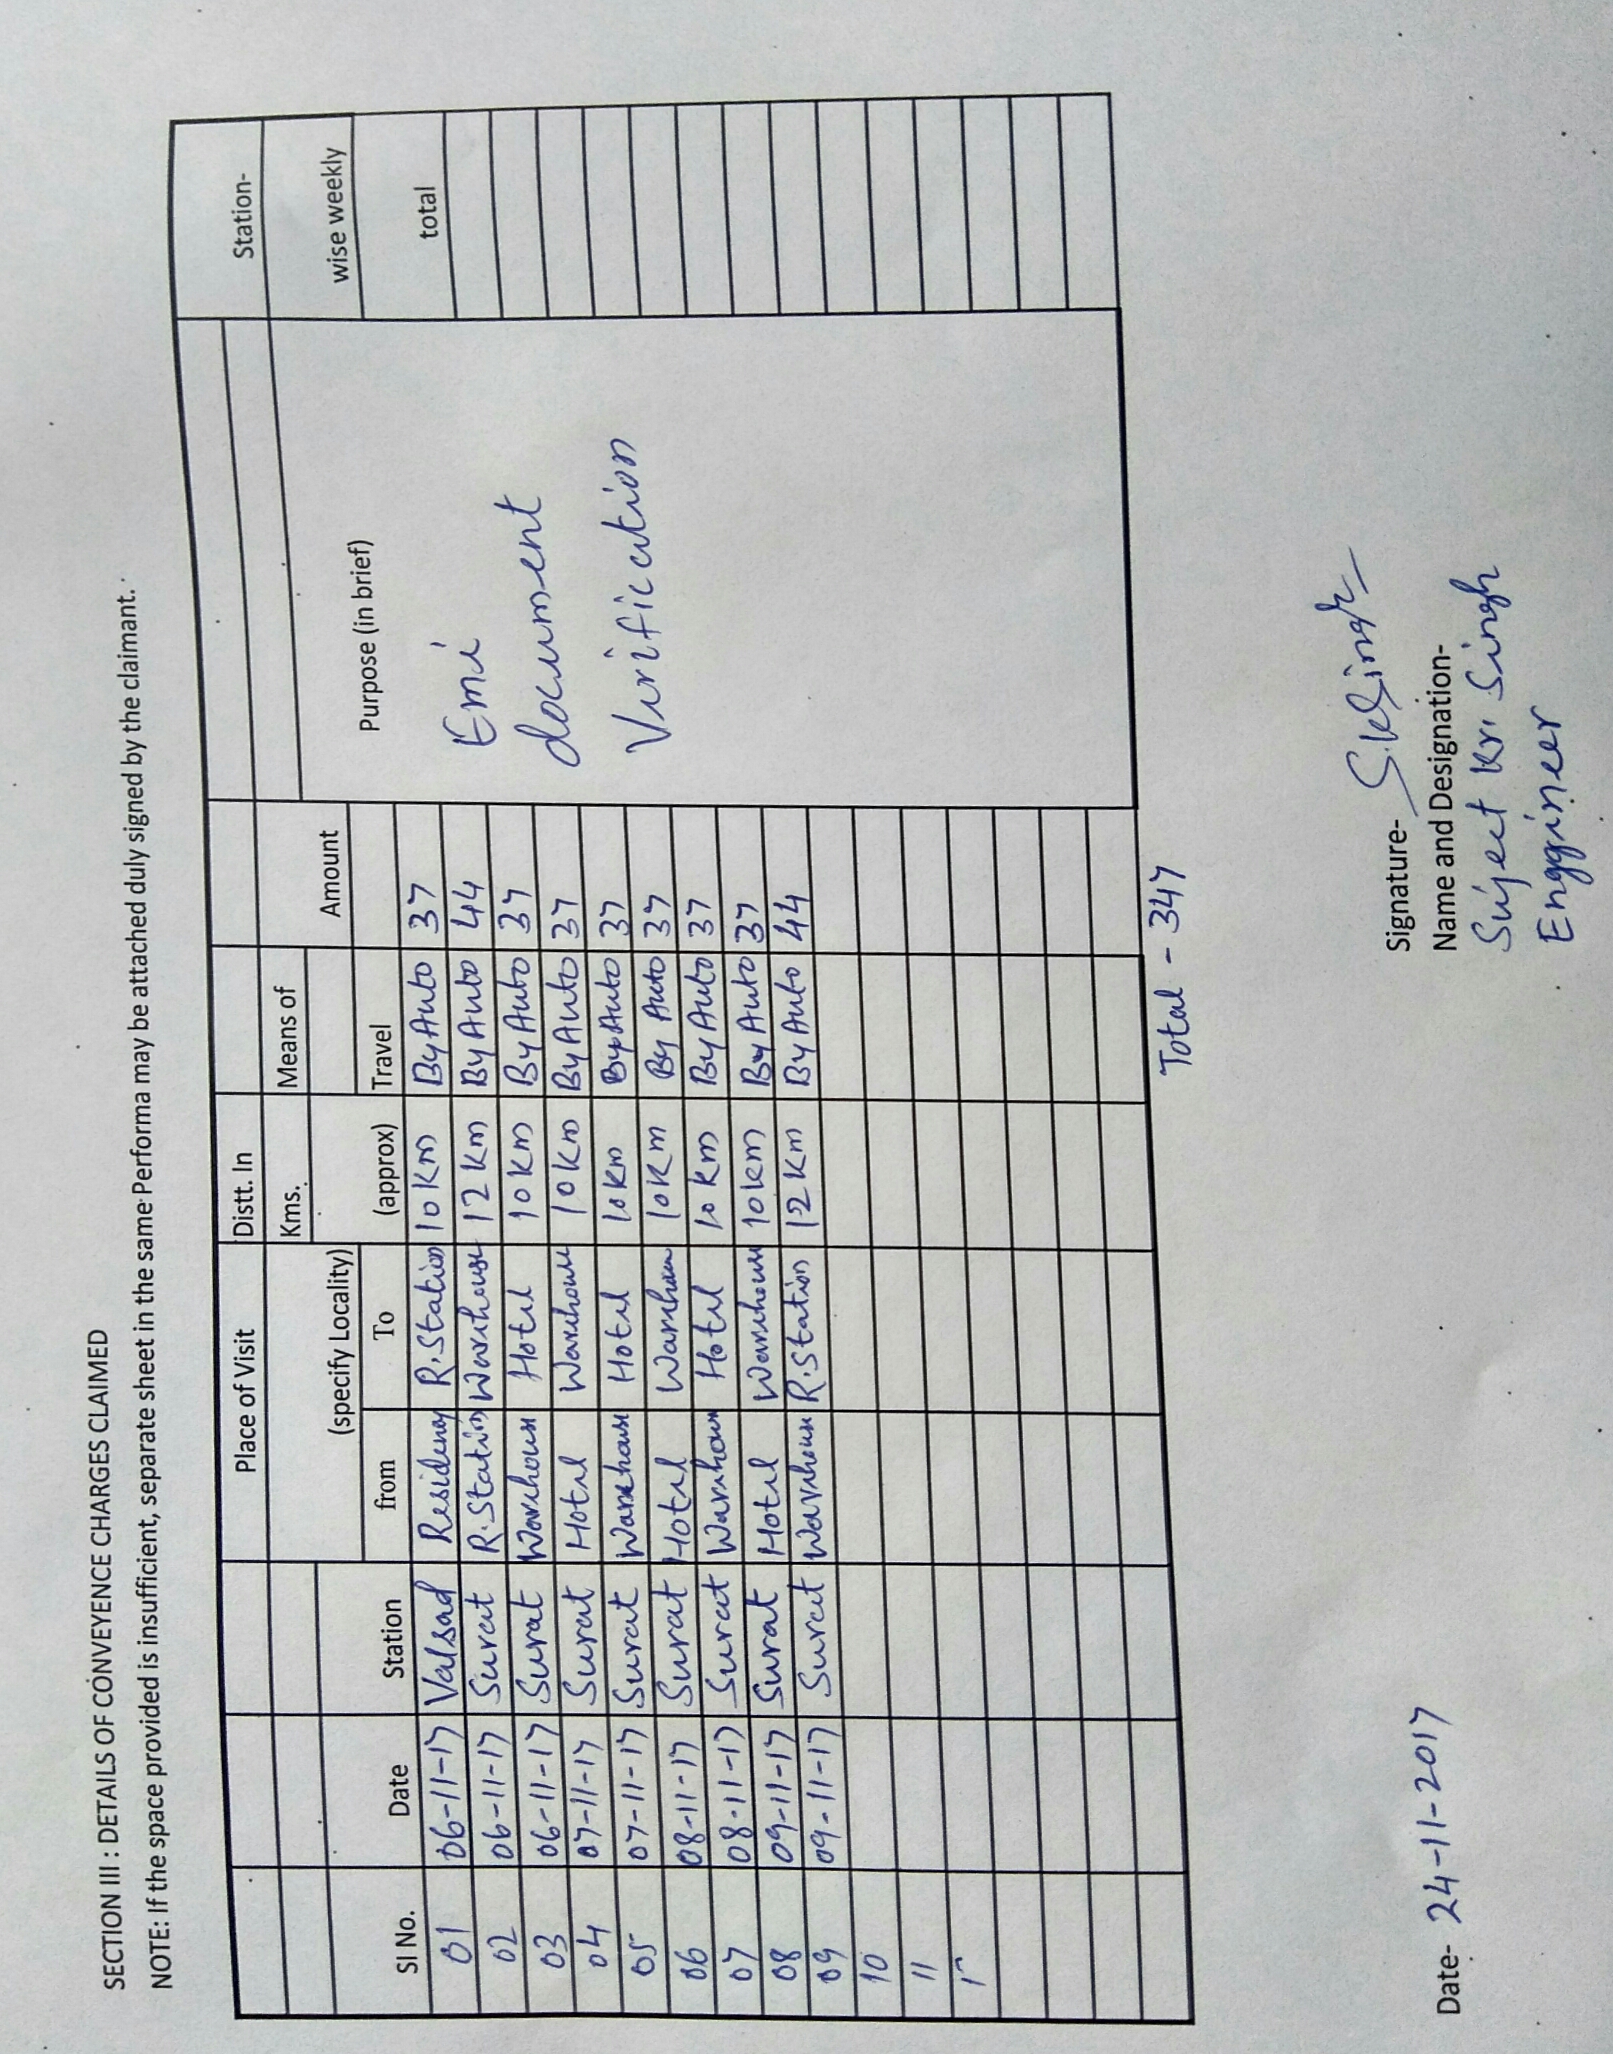 SECTION III : DETAILS OF CONVEYENCE CHARGES CLAIMED
NOTE: If the space provided is insufficient, separate sheet in the same Performa may be attached duly signed by the claimant.
Place of Visit Distt. In Station-
(specify Locality) Kms. Means of Amount wise weekly
Sl No. Date Station from To (approx) Travel Purpose (in brief) total
01 06-11-17 Valsad Residency R.Station 10 Km By Auto 37
02 06-11-17 Surat R.Station Warehouse 12 Km By Auto 44
03 06-11-17 Surat Warehouse Hotel 10 Km By Auto 37
04 07-11-17 Surat Hotel Warehouse 10 Km By Auto 37
05 07-11-17 Surat Warehouse Hotel 10 Km By Auto 37
06 08-11-17 Surat Hotel Warehouse 10 Km By Auto 37
07 08-11-17 Surat Warehouse Hotel 10 Km By Auto 37
08 09-11-17 Surat Hotel Warehouse 10 Km By Auto 37
09 09-11-17 Surat Warehouse R.Station 12 Km By Auto 44
10
11
Emi
document
Verification
Total - 347
Signature- S.K.Singh
Name and Designation-
Date- 24-11-2017 Sujeet Kr. Singh
Enggineer